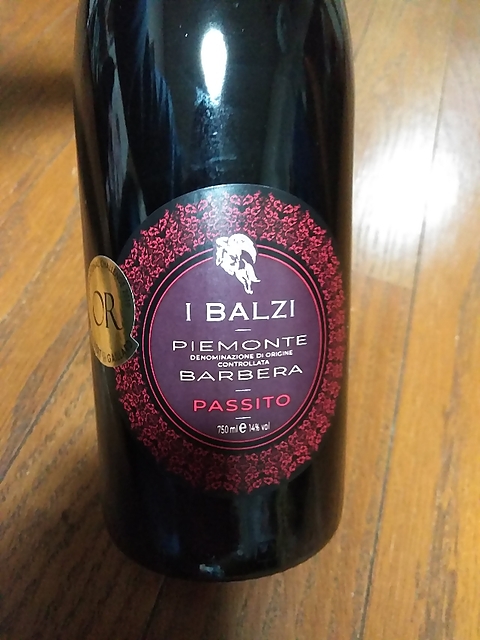 I BALZI
PIEMONTE
DENOMINAZIONE DI ORIGINE
CONTROLLATA
BARBERA
PASSITO
750 ml e 14% vol
OR